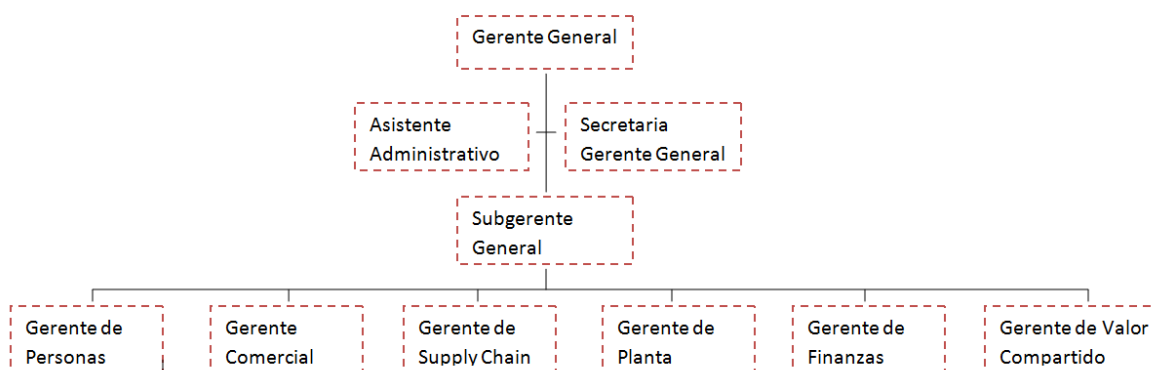 Gerente General
Asistente
Administrativo
Secretaria
Gerente General
Subgerente
General
Gerente de
Personas
Gerente
Comercial
Gerente de
Supply Chain
Gerente de
Planta
Gerente de
Finanzas
Gerente de Valor
Compartido